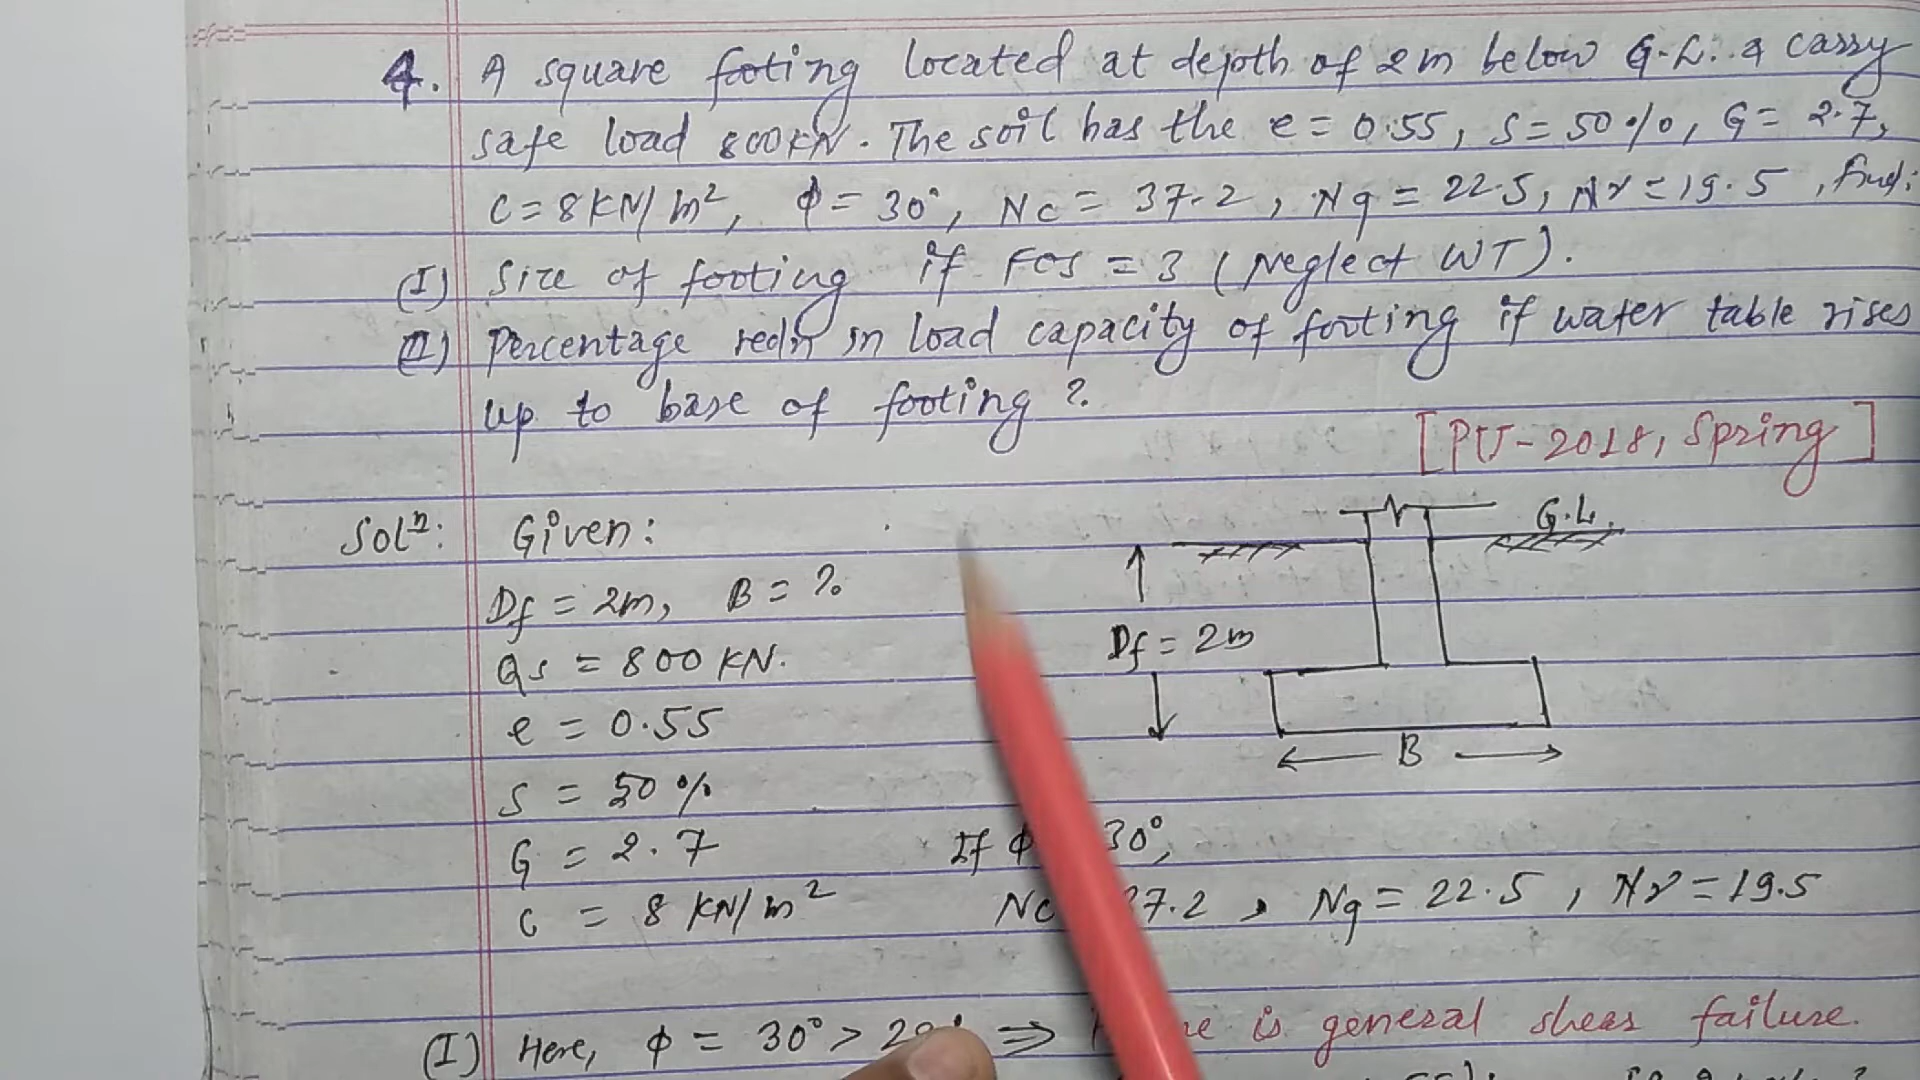 4. A square footing located at depth of 2m below G.L. & carry
safe load 800KN. The soil has the e = 0.55, S = 50%, G = 2.7,
C = 8KN/m², ϕ = 30°, Nc = 37.2, Nq = 22.5, Nγ = 19.5, find:
(I) Size of footing if FOS = 3 (Neglect WT).
(II) Percentage redn in load capacity of footing if water table rises
up to base of footing?
[PU-2018, Spring]
Solⁿ: Given:
G.L.
Df = 2m, B = ?
Df = 2m
Qs = 800 KN.
e = 0.55
B
S = 50%
G = 2.7
If ϕ 30°,
C = 8 KN/m²
Nc 37.2, Nq = 22.5, Nγ = 19.5
(I) Here, ϕ = 30° > ⇒ is general shear failure.